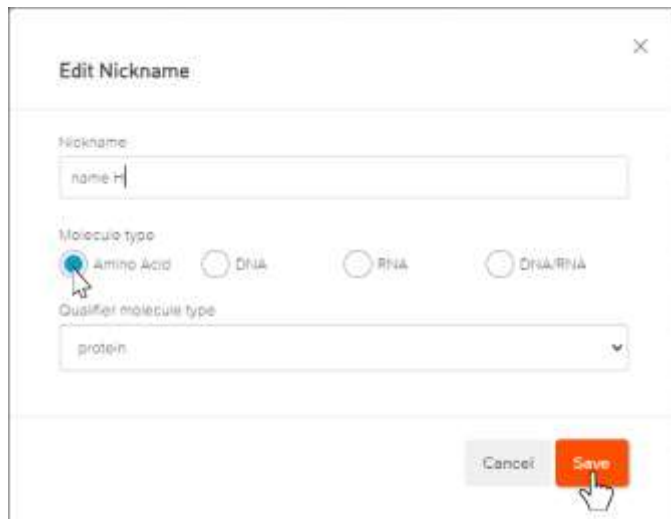 Edit Nickname
Nickname
name H
Molecule type
Amino Acid DNA RNA DNA/RNA
Qualifier molecule type
protein
Cancel Save